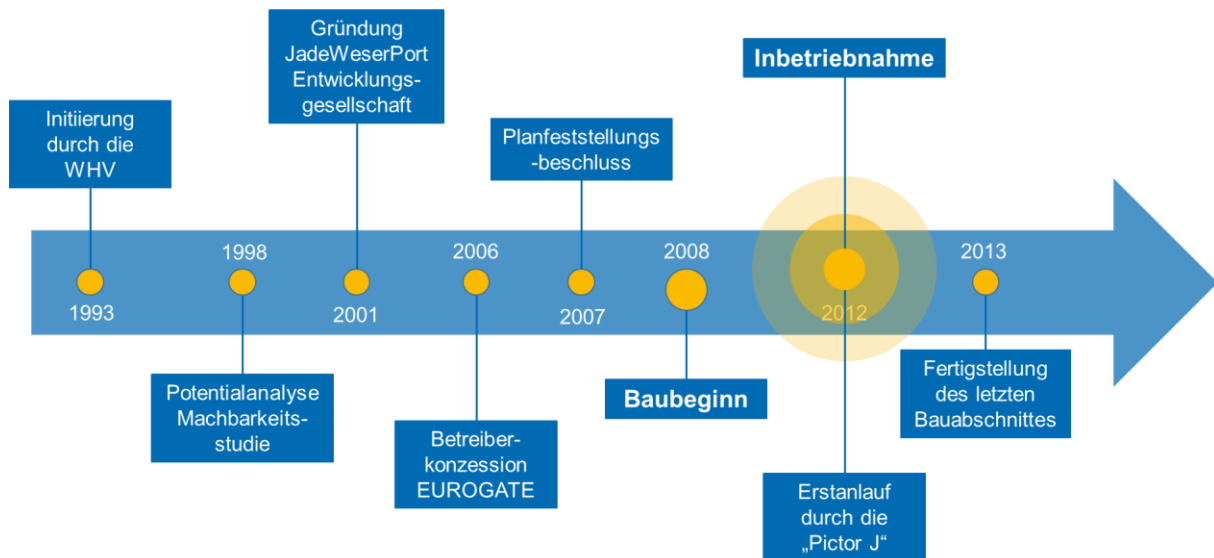 Initiierung
durch die
WHV
1993
1998
Potentialanalyse
Machbarkeits-
studie
Gründung
JadeWeserPort
Entwicklungs-
gesellschaft
2001
2006
Betreiber-
konzession
EUROGATE
Planfeststellungs
-beschluss
2007
2008
Baubeginn
Inbetriebnahme
2012
Erstanlauf
durch die
„Pictor J“
2013
Fertigstellung
des letzten
Bauabschnittes